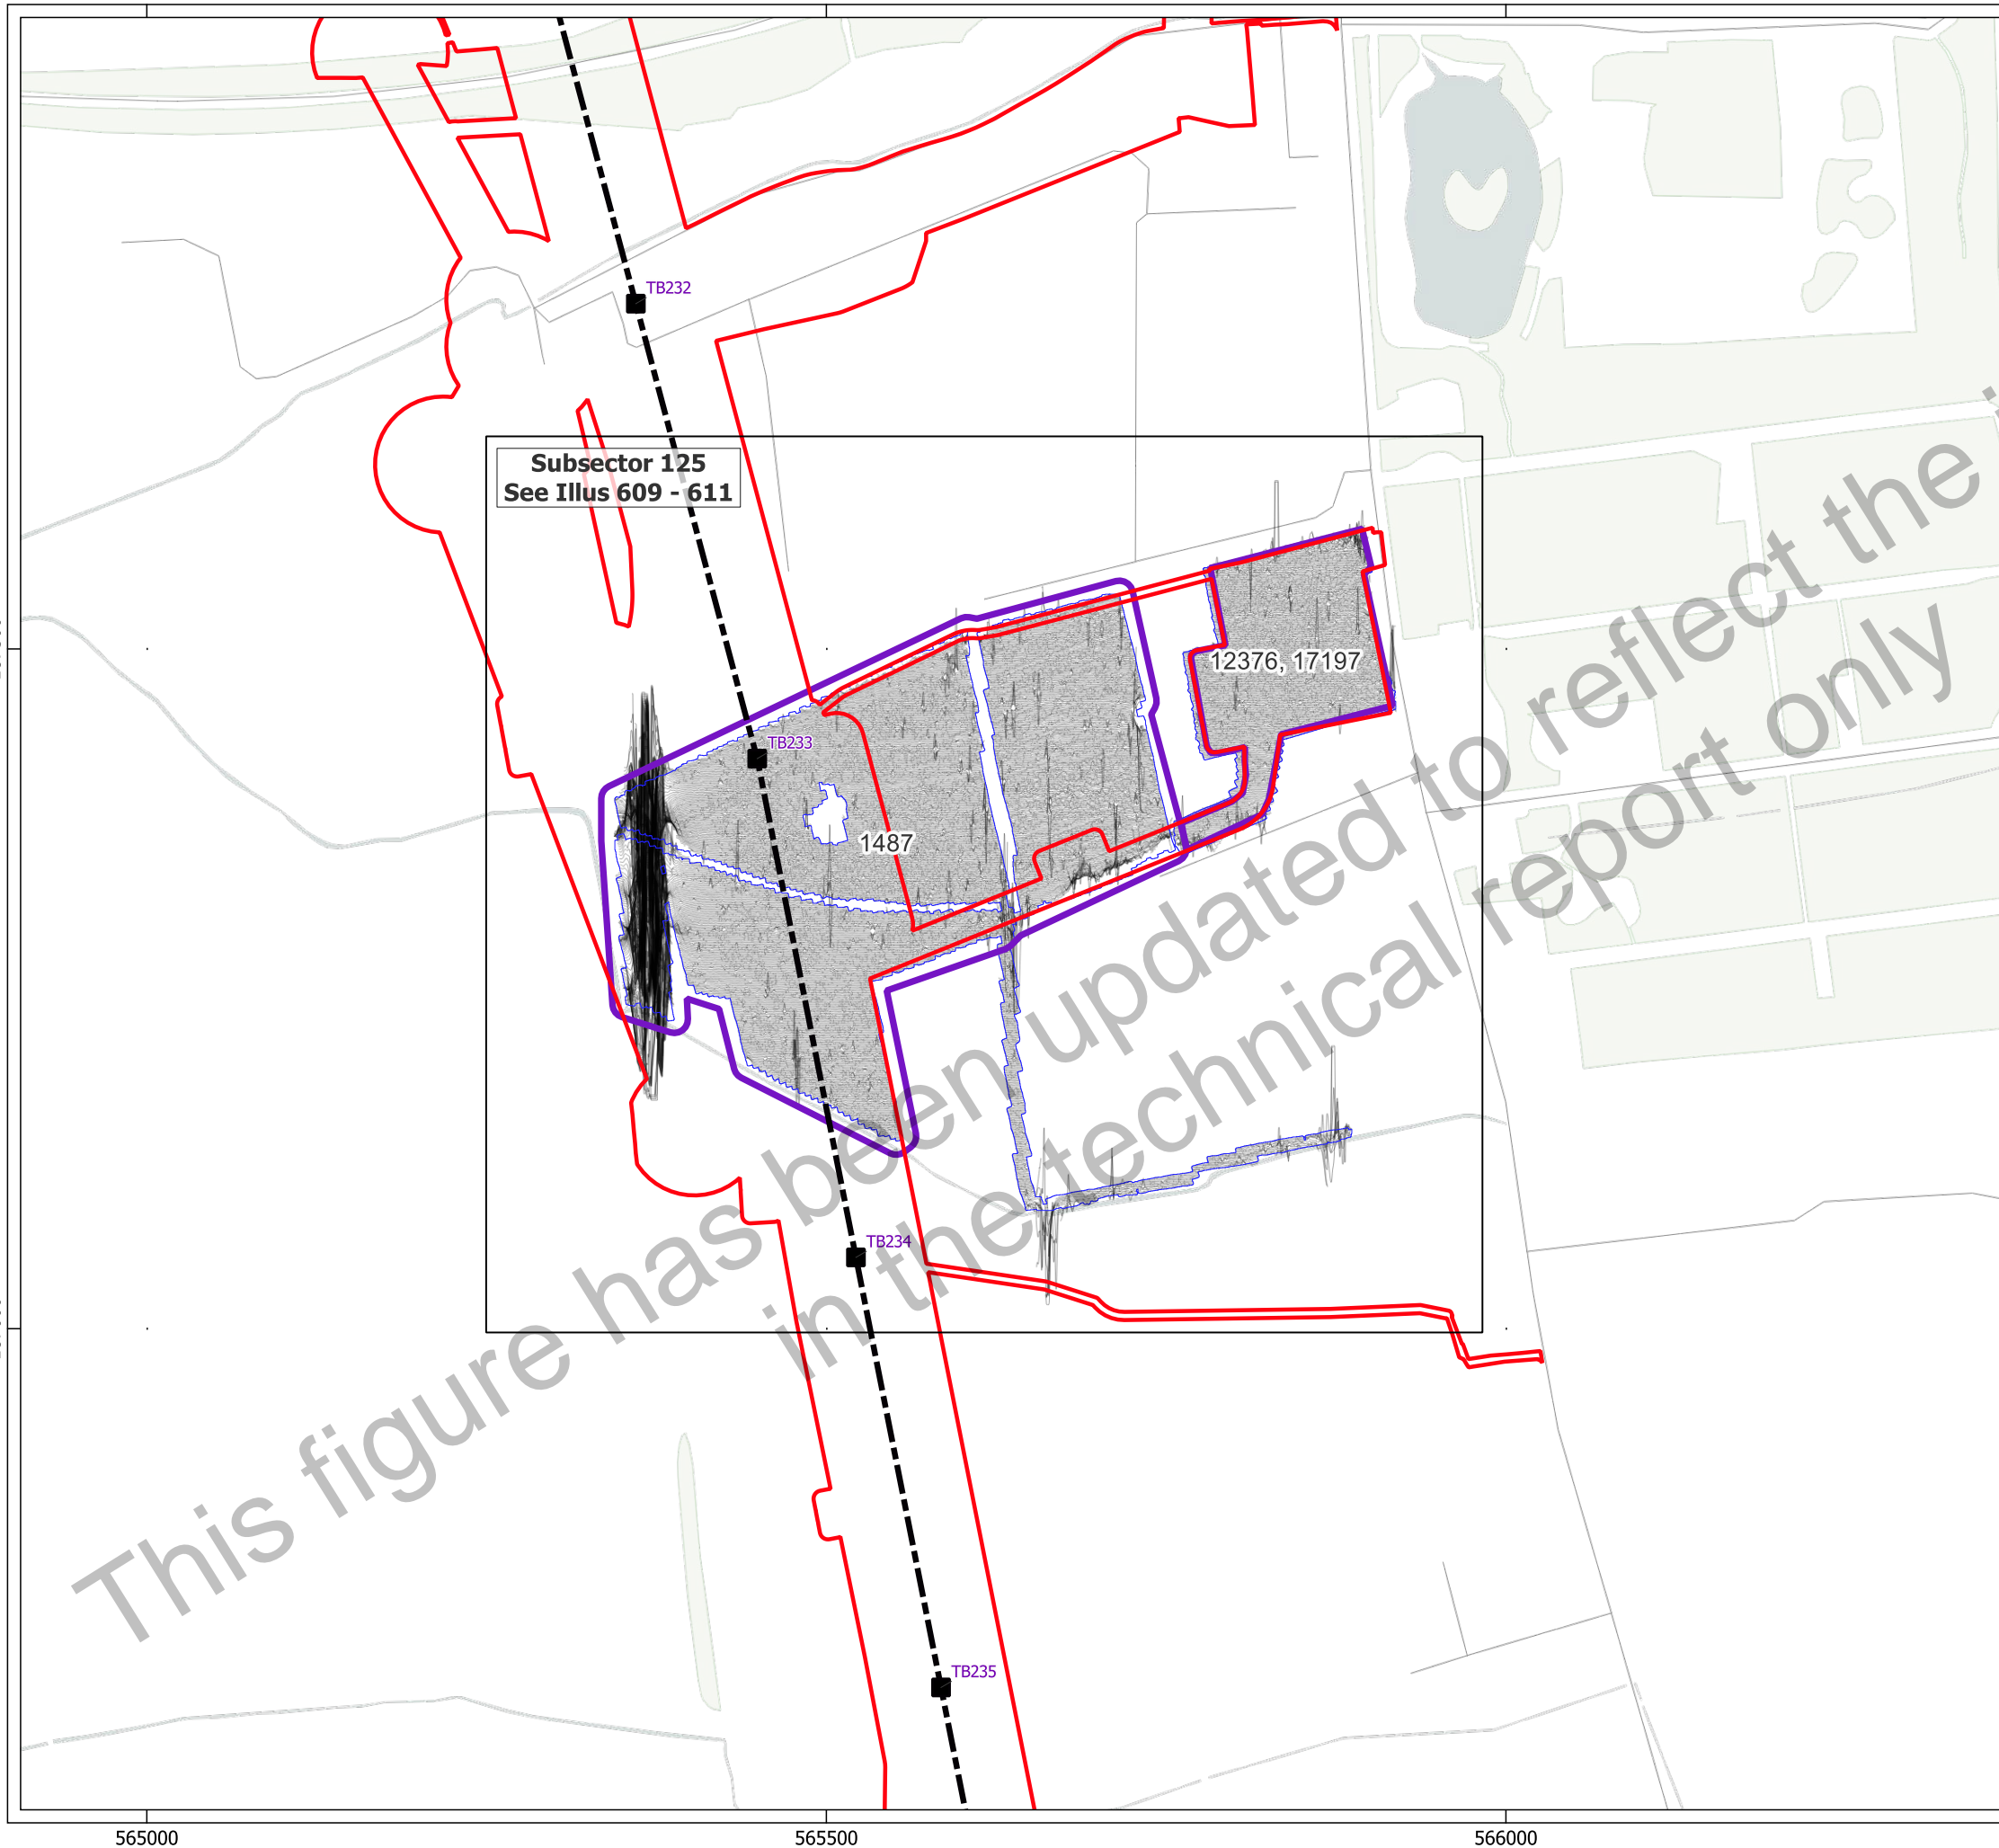 TB232
Subsector 125
See Illus 609 - 611
12376, 17197
TB233
1487
TB234
TB235
This figure has been updated to reflect the
in the technical report only
565000
565500
566000